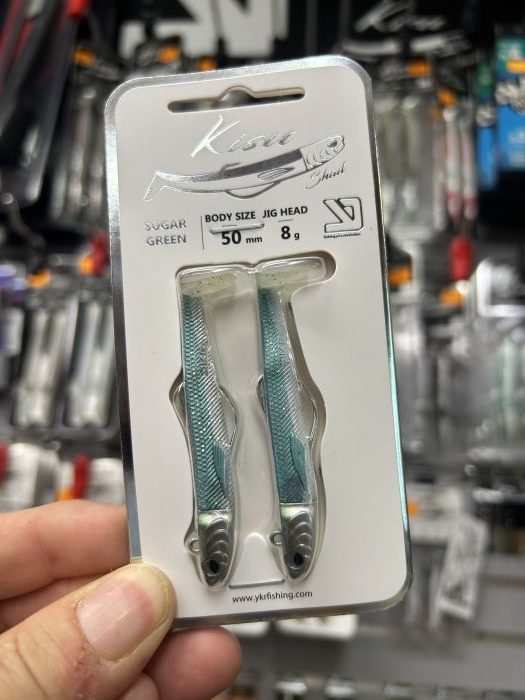 Kisu
Shad
SUGAR
GREEN
BODY SIZE
50 mm
JIG HEAD
8 g
www.ykrfishing.com